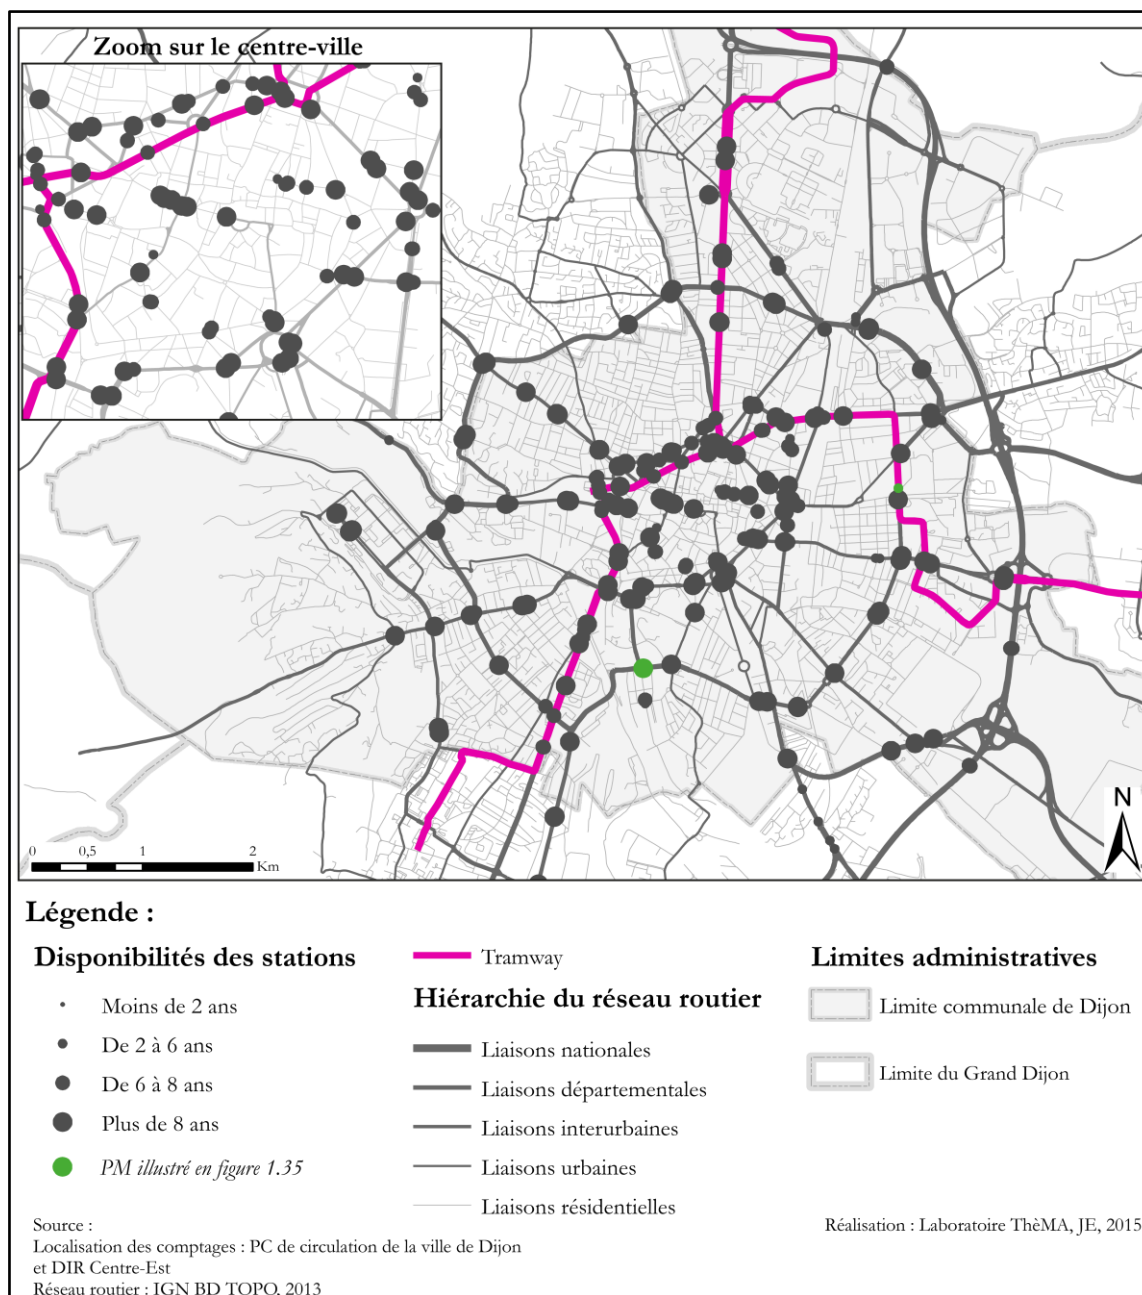 Zoom sur le centre-ville
N
0 0,5 1 2
Km
Légende :
Disponibilités des stations
Moins de 2 ans
De 2 à 6 ans
De 6 à 8 ans
Plus de 8 ans
PM illustré en figure 1.35
Tramway
Hiérarchie du réseau routier
Liaisons nationales
Liaisons départementales
Liaisons interurbaines
Liaisons urbaines
Liaisons résidentielles
Limites administratives
Limite communale de Dijon
Limite du Grand Dijon
Source :
Localisation des comptages : PC de circulation de la ville de Dijon
et DIR Centre-Est
Réseau routier : IGN BD TOPO, 2013
Réalisation : Laboratoire ThèMA, JE, 2015